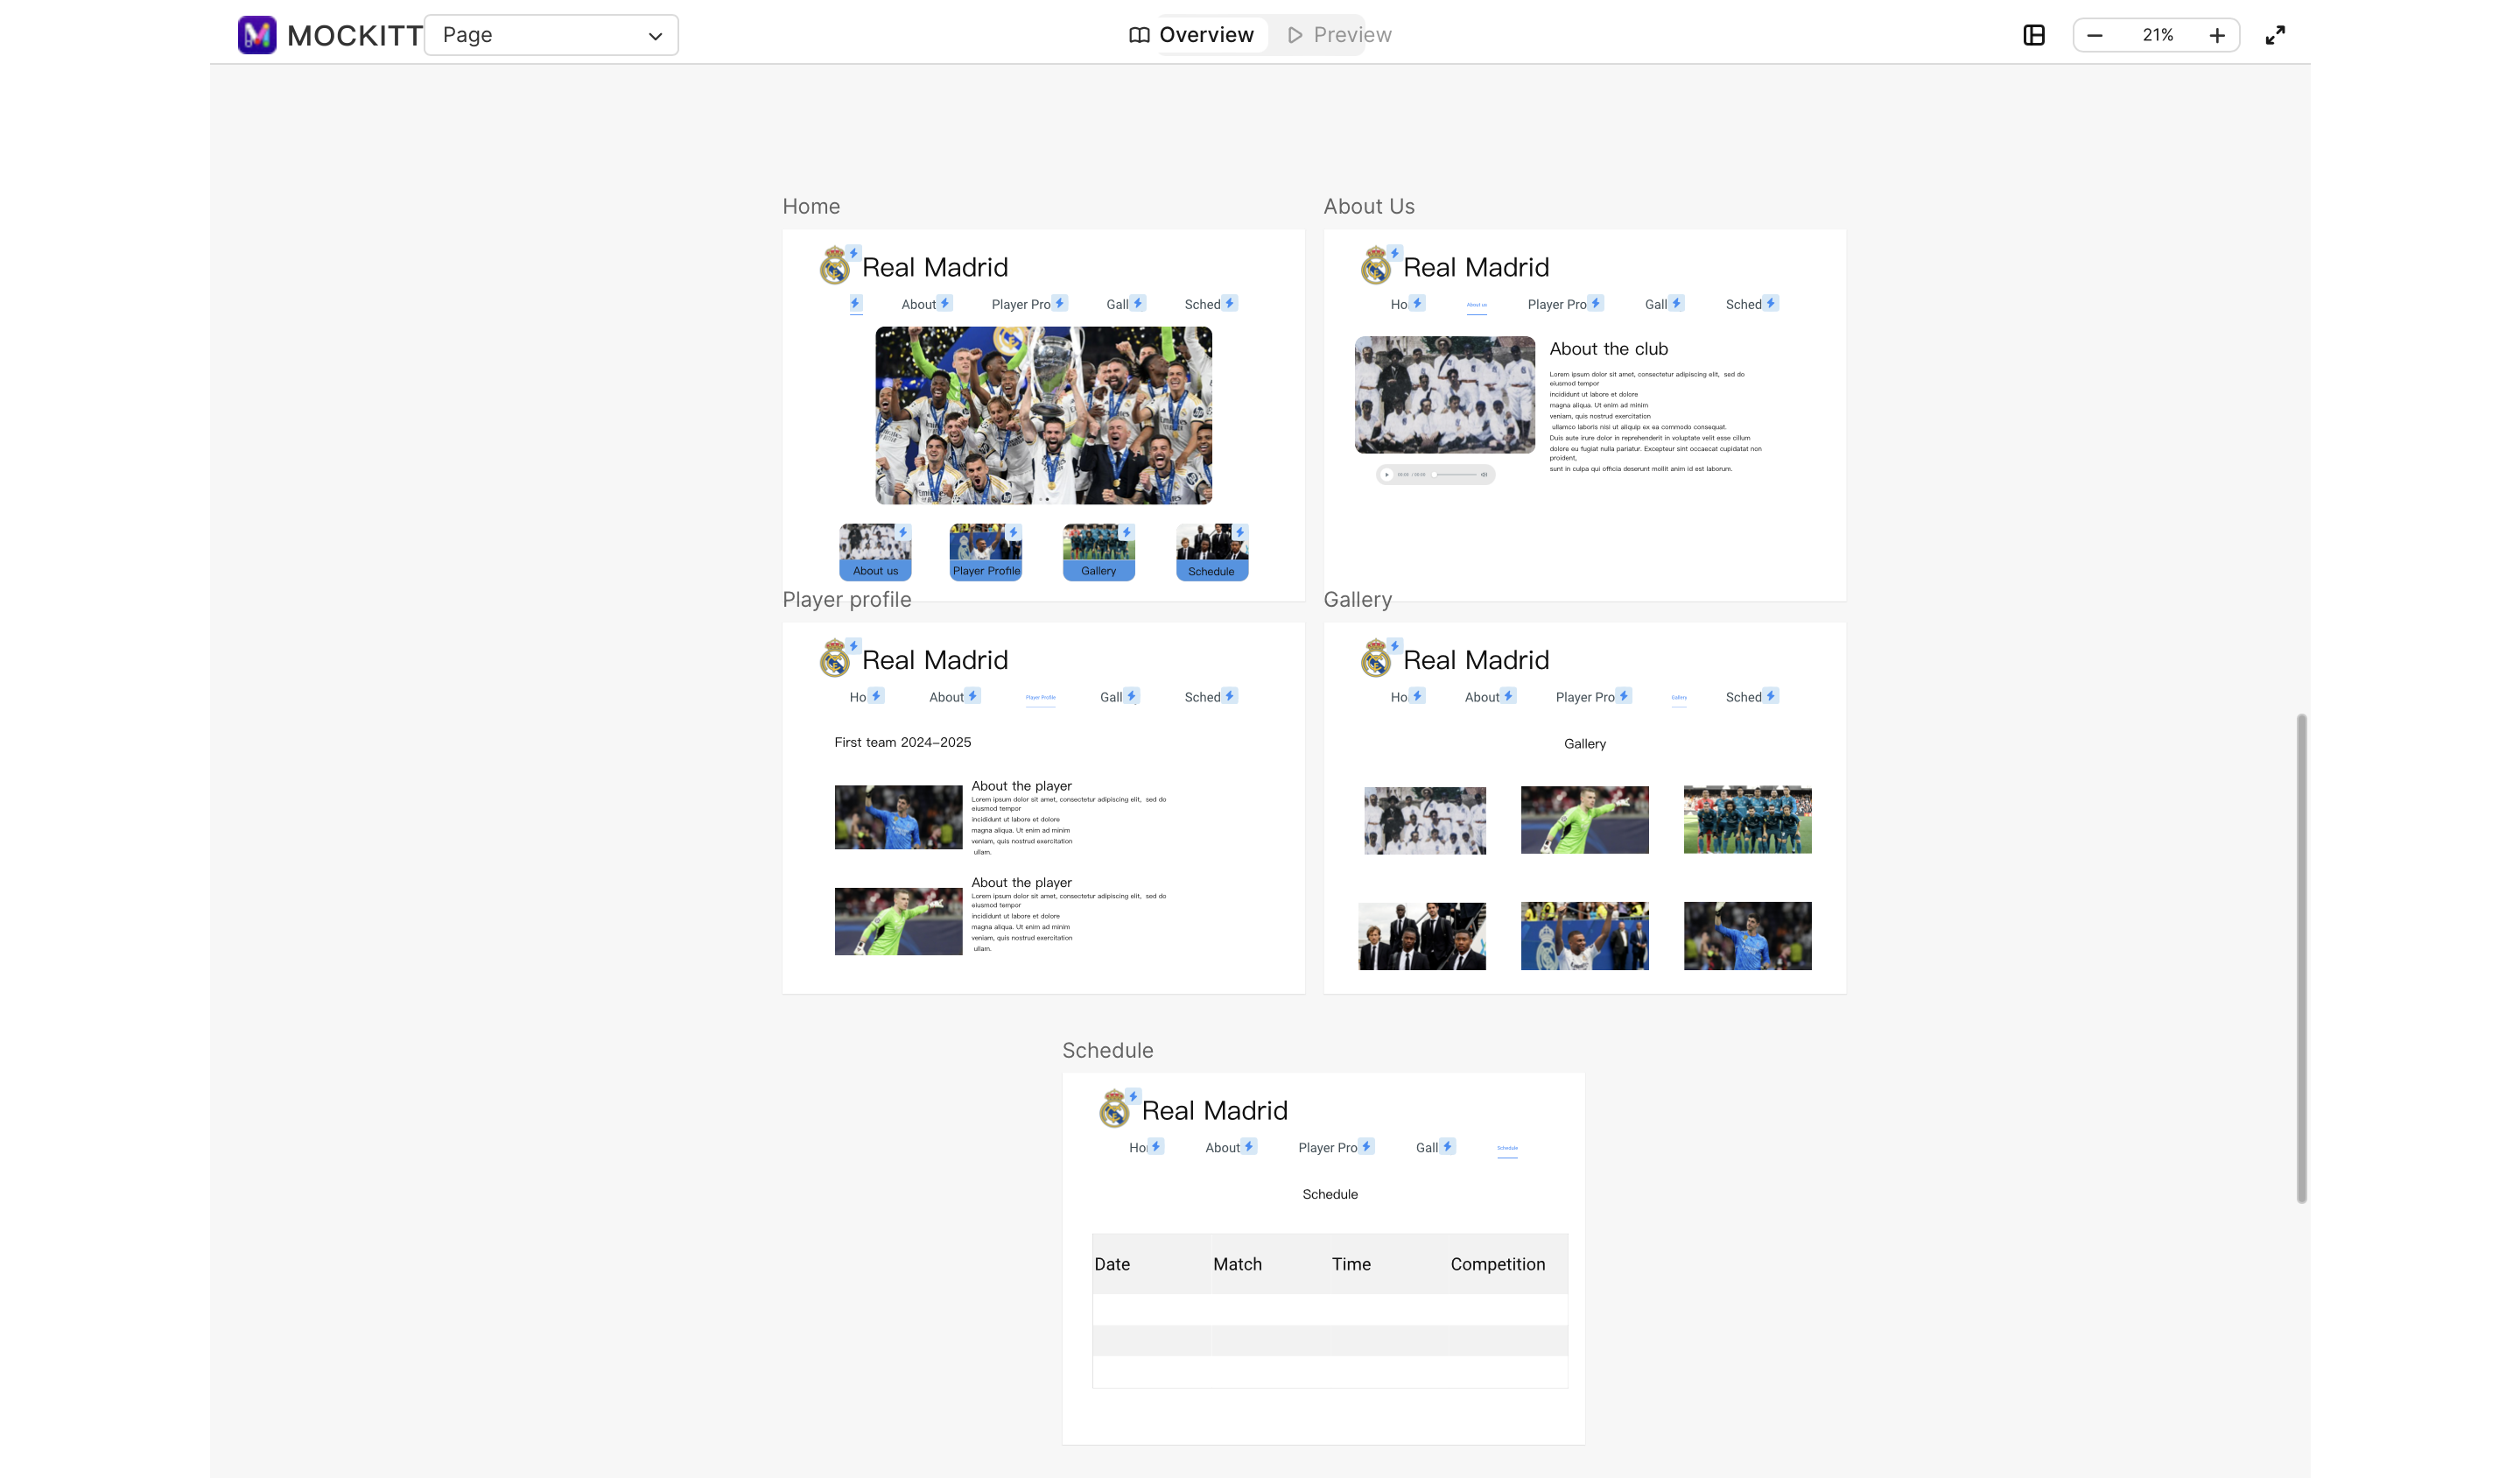 MOCKITT
Page
Overview
Preview
21%
Home
Real Madrid
About
Player Pro
Gall
Sched
About us
Player Profile
Gallery
Schedule
About Us
Real Madrid
Ho
About us
Player Pro
Gall
Sched
About the club
Lorem ipsum dolor sit amet, consectetur adipiscing elit, sed do
eiusmod tempor
incididunt ut labore et dolore
magna aliqua. Ut enim ad minim
veniam, quis nostrud exercitation
ullamco laboris nisi ut aliquip ex ea commodo consequat.
Duis aute irure dolor in reprehenderit in voluptate velit esse cillum
dolore eu fugiat nulla pariatur. Excepteur sint occaecat cupidatat non
proident,
sunt in culpa qui officia deserunt mollit anim id est laborum.
Player profile
Real Madrid
Ho
About
Player Profile
Gall
Sched
First team 2024-2025
About the player
Lorem ipsum dolor sit amet, consectetur adipiscing elit, sed do
eiusmod tempor
incididunt ut labore et dolore
magna aliqua. Ut enim ad minim
veniam, quis nostrud exercitation
ullam.
About the player
Lorem ipsum dolor sit amet, consectetur adipiscing elit, sed do
eiusmod tempor
incididunt ut labore et dolore
magna aliqua. Ut enim ad minim
veniam, quis nostrud exercitation
ullam.
Gallery
Real Madrid
Ho
About
Player Pro
Gallery
Sched
Gallery
Schedule
Real Madrid
Ho
About
Player Pro
Gall
Schedule
Schedule
Date
Match
Time
Competition